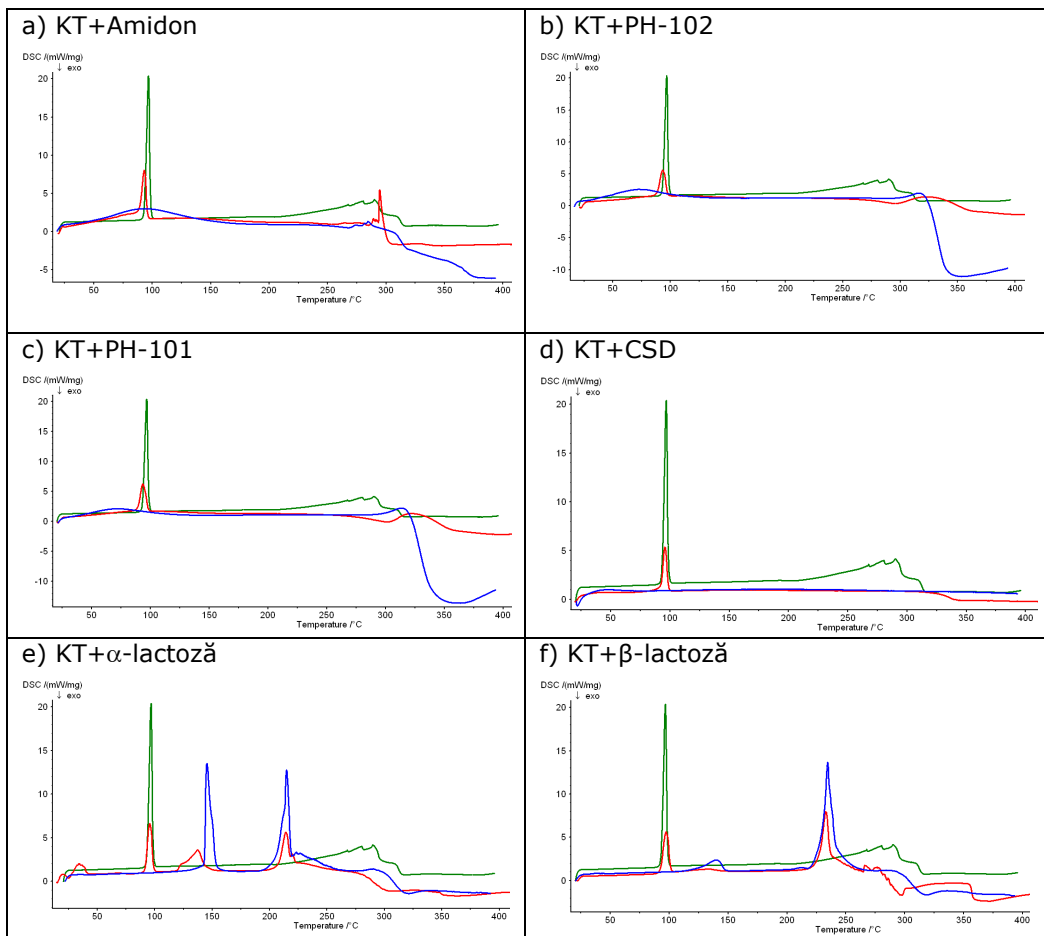 a) KT+Amidon
DSC /(mW/mg)
↓ exo
20
15
10
5
0
-5
50 100 150 200 250 300 350 400
Temperature /°C
b) KT+PH-102
DSC /(mW/mg)
↓ exo
20
15
10
5
0
-5
-10
50 100 150 200 250 300 350 400
Temperature /°C
c) KT+PH-101
DSC /(mW/mg)
↓ exo
20
15
10
5
0
-5
-10
50 100 150 200 250 300 350 400
Temperature /°C
d) KT+CSD
DSC /(mW/mg)
↓ exo
20
15
10
5
0
50 100 150 200 250 300 350 400
Temperature /°C
e) KT+α-lactoză
DSC /(mW/mg)
↓ exo
20
15
10
5
0
50 100 150 200 250 300 350 400
Temperature /°C
f) KT+β-lactoză
DSC /(mW/mg)
↓ exo
20
15
10
5
0
50 100 150 200 250 300 350 400
Temperature /°C